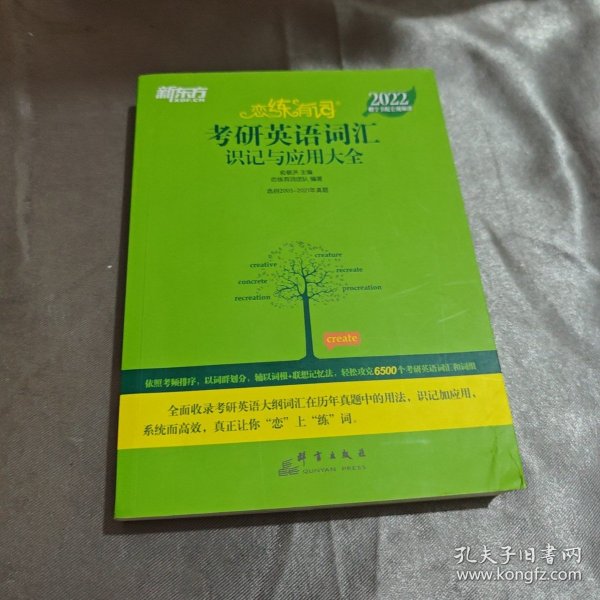 新东方
XDF.CN
恋练有词
2022
考研英语词汇
识记与应用大全
主编
恋练有词团队 编著
选自2005-2021年真题
creative
creature
concrete
recreate
recreation
procreation
create
依照考频排序，以词群划分，辅以词根+联想记忆法，轻松攻克6500个考研英语词汇和词组
全面收录考研英语大纲词汇在历年真题中的用法，识记加应用、
系统而高效，真正让你“恋”上“练”词。
群言出版社
QUNYAN PRESS
孔夫子旧书网
www.kongfz.com